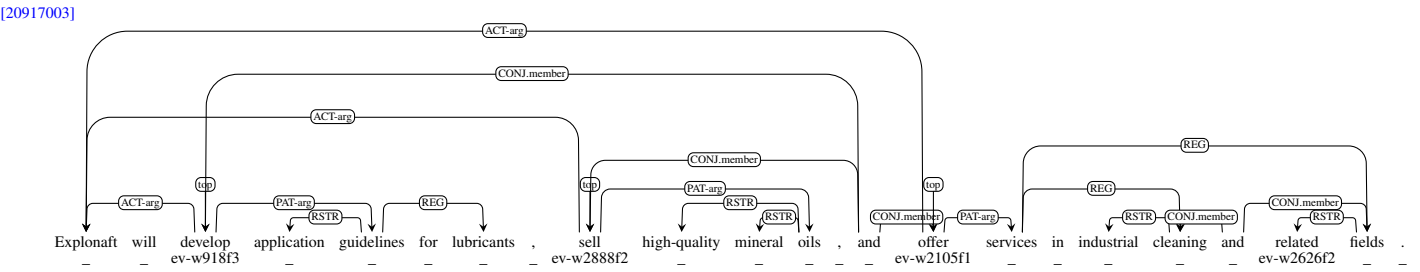 [20917003]
ACT-arg
CONJ.member
ACT-arg
REG
CONJ.member
top top PAT-arg top REG
ACT-arg PAT-arg REG RSTR CONJ.member
RSTR RSTR CONJ.member PAT-arg RSTR CONJ.member RSTR
Explonaft will develop application guidelines for lubricants , sell high-quality mineral oils , and offer services in industrial cleaning and related fields .
_ _ ev-w918f3 _ _ _ _ _ ev-w2888f2 _ _ _ _ _ ev-w2105f1 _ _ _ _ _ ev-w2626f2 _ _